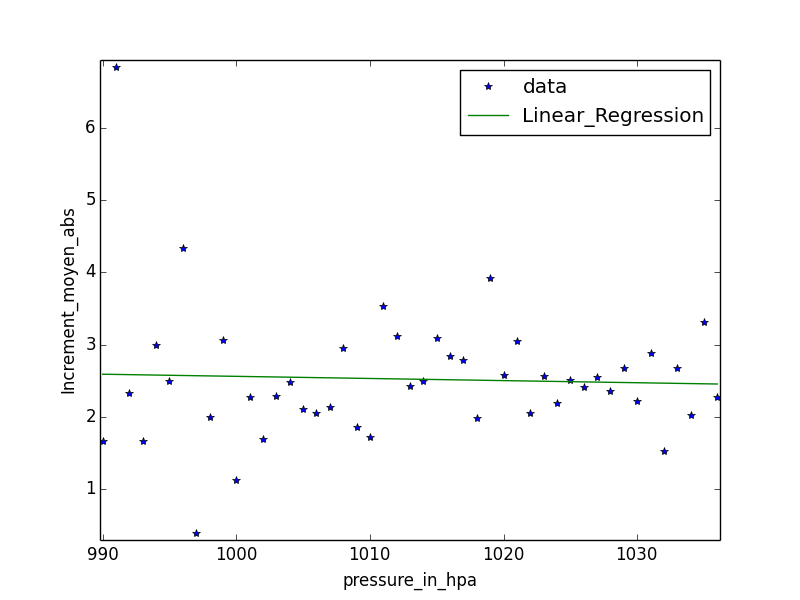 data
Linear_Regression
6
5
4
3
2
1
Increment_moyen_abs
990 1000 1010 1020 1030
pressure_in_hpa